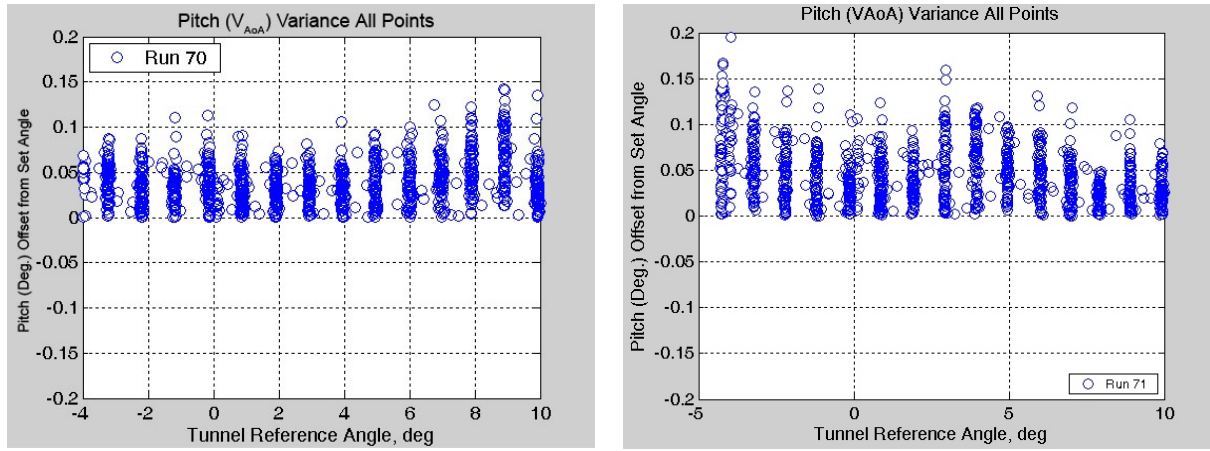 Pitch (V_AoA) Variance All Points
Run 70
Pitch (Deg.) Offset from Set Angle
0.2
0.15
0.1
0.05
0
-0.05
-0.1
-0.15
-0.2
-4 -2 0 2 4 6 8 10
Tunnel Reference Angle, deg
Pitch (VAoA) Variance All Points
Pitch (Deg.) Offset from Set Angle
0.2
0.15
0.1
0.05
0
-0.05
-0.1
-0.15
-0.2
Run 71
-5 0 5 10
Tunnel Reference Angle, deg